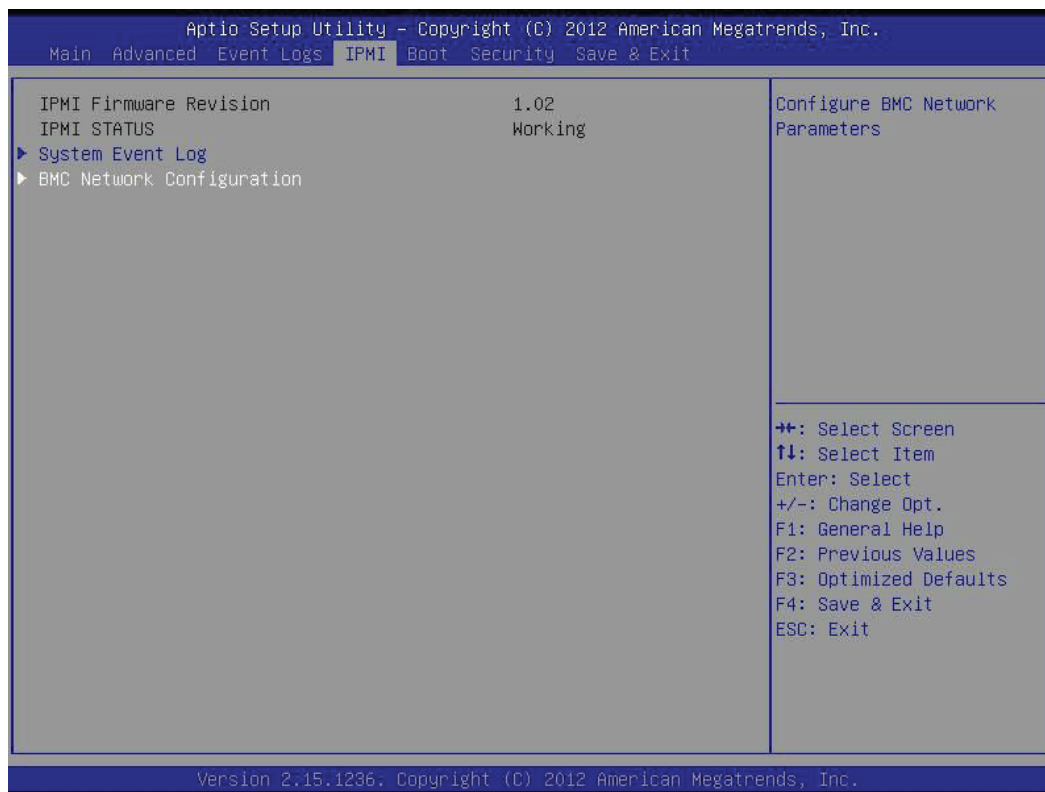 Aptio Setup Utility – Copyright (C) 2012 American Megatrends, Inc.
Main Advanced Event Logs IPMI Boot Security Save & Exit
IPMI Firmware Revision 1.02
IPMI STATUS Working
▶ System Event Log
▶ BMC Network Configuration
Configure BMC Network
Parameters
→←: Select Screen
↑↓: Select Item
Enter: Select
+/-: Change Opt.
F1: General Help
F2: Previous Values
F3: Optimized Defaults
F4: Save & Exit
ESC: Exit
Version 2.15.1236. Copyright (C) 2012 American Megatrends, Inc.